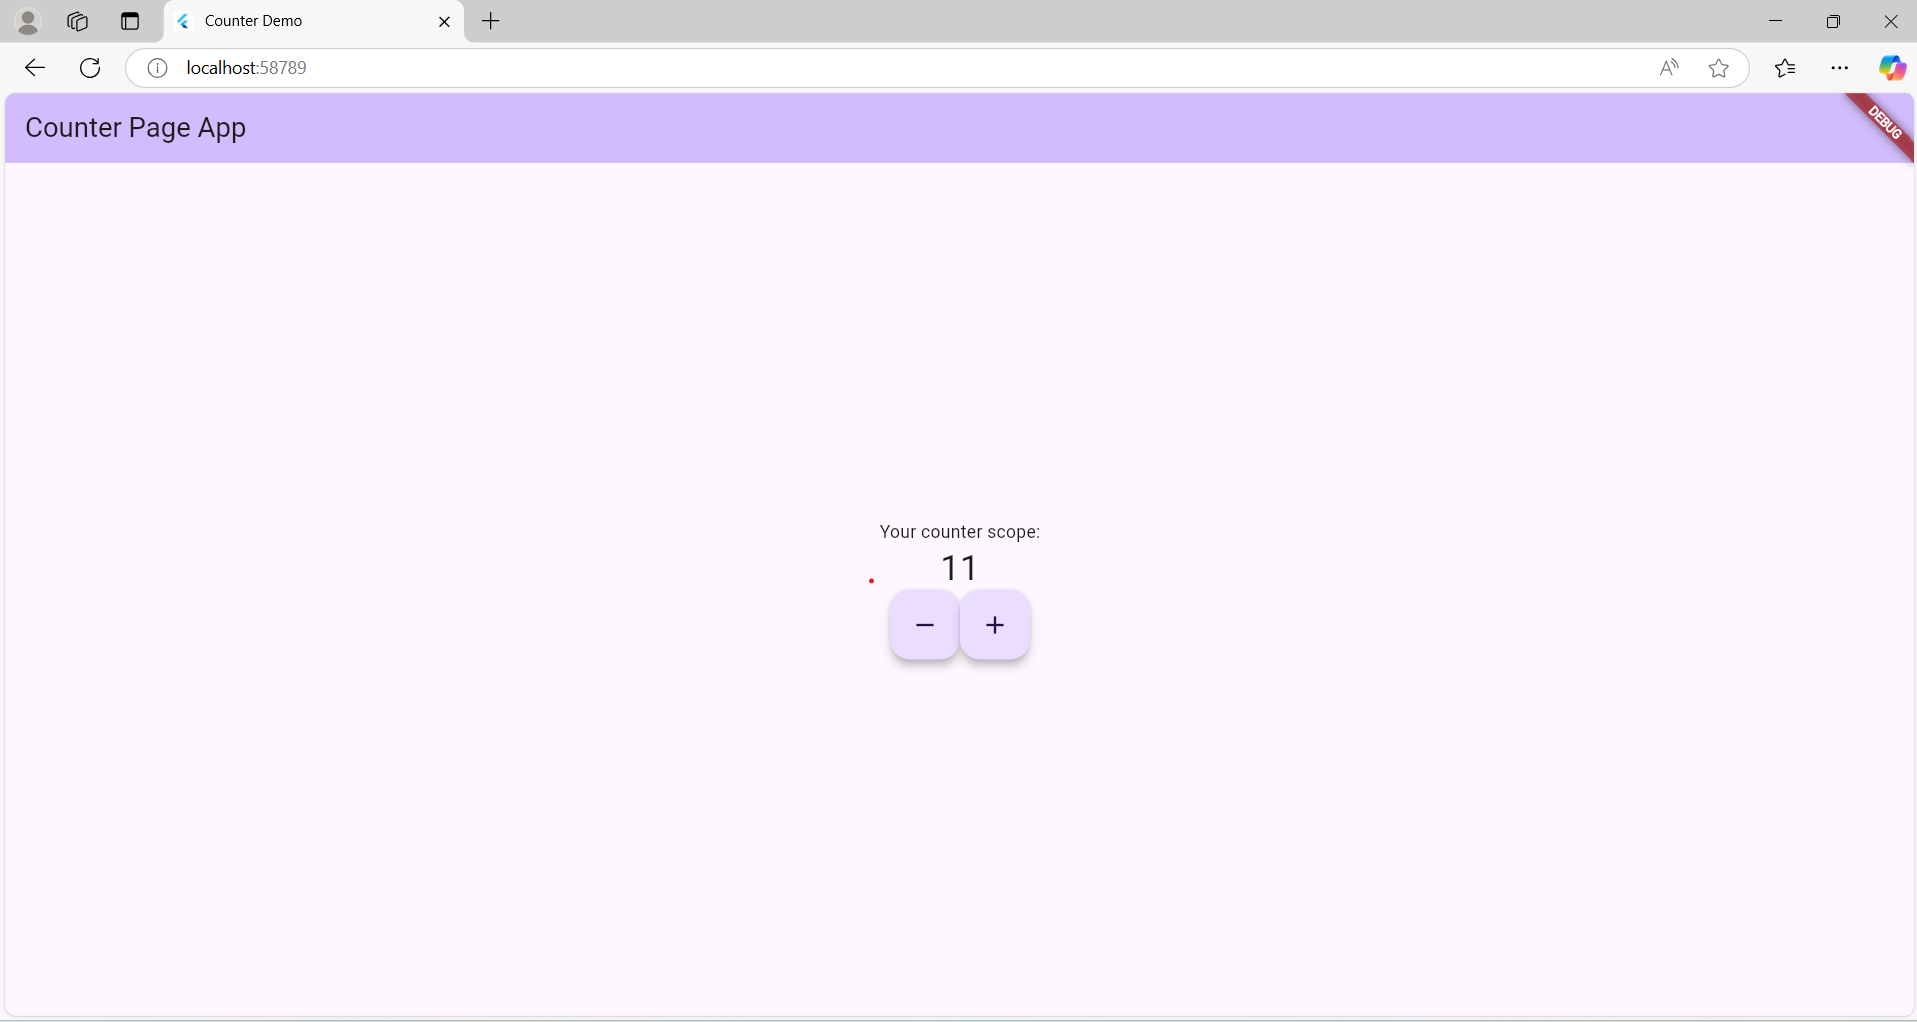 Counter Demo
localhost:58789
Counter Page App
DEBUG
Your counter scope:
11